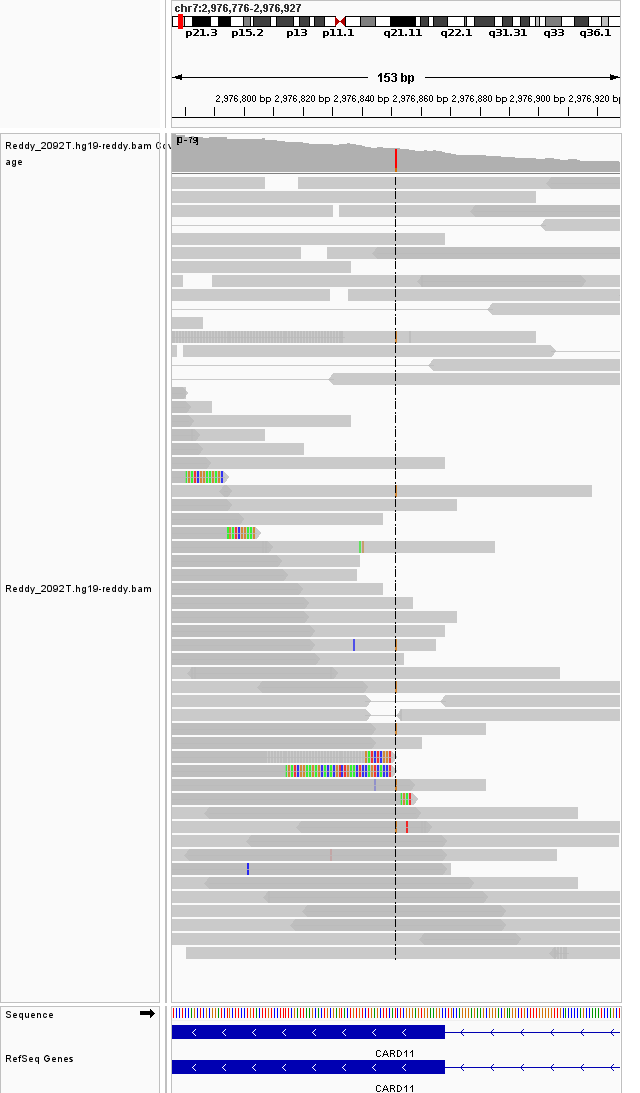 chr7:2,976,776-2,976,927
p21.3 p15.2 p13 p11.1 q21.11 q22.1 q31.31 q33 q36.1
153 bp
2,976,800 bp 2,976,820 bp 2,976,840 bp 2,976,860 bp 2,976,880 bp 2,976,900 bp 2,976,920 bp
Reddy_2092T.hg19-reddy.bam Cov
age
[0-79]
Reddy_2092T.hg19-reddy.bam
Sequence
RefSeq Genes
CARD11
CARD11